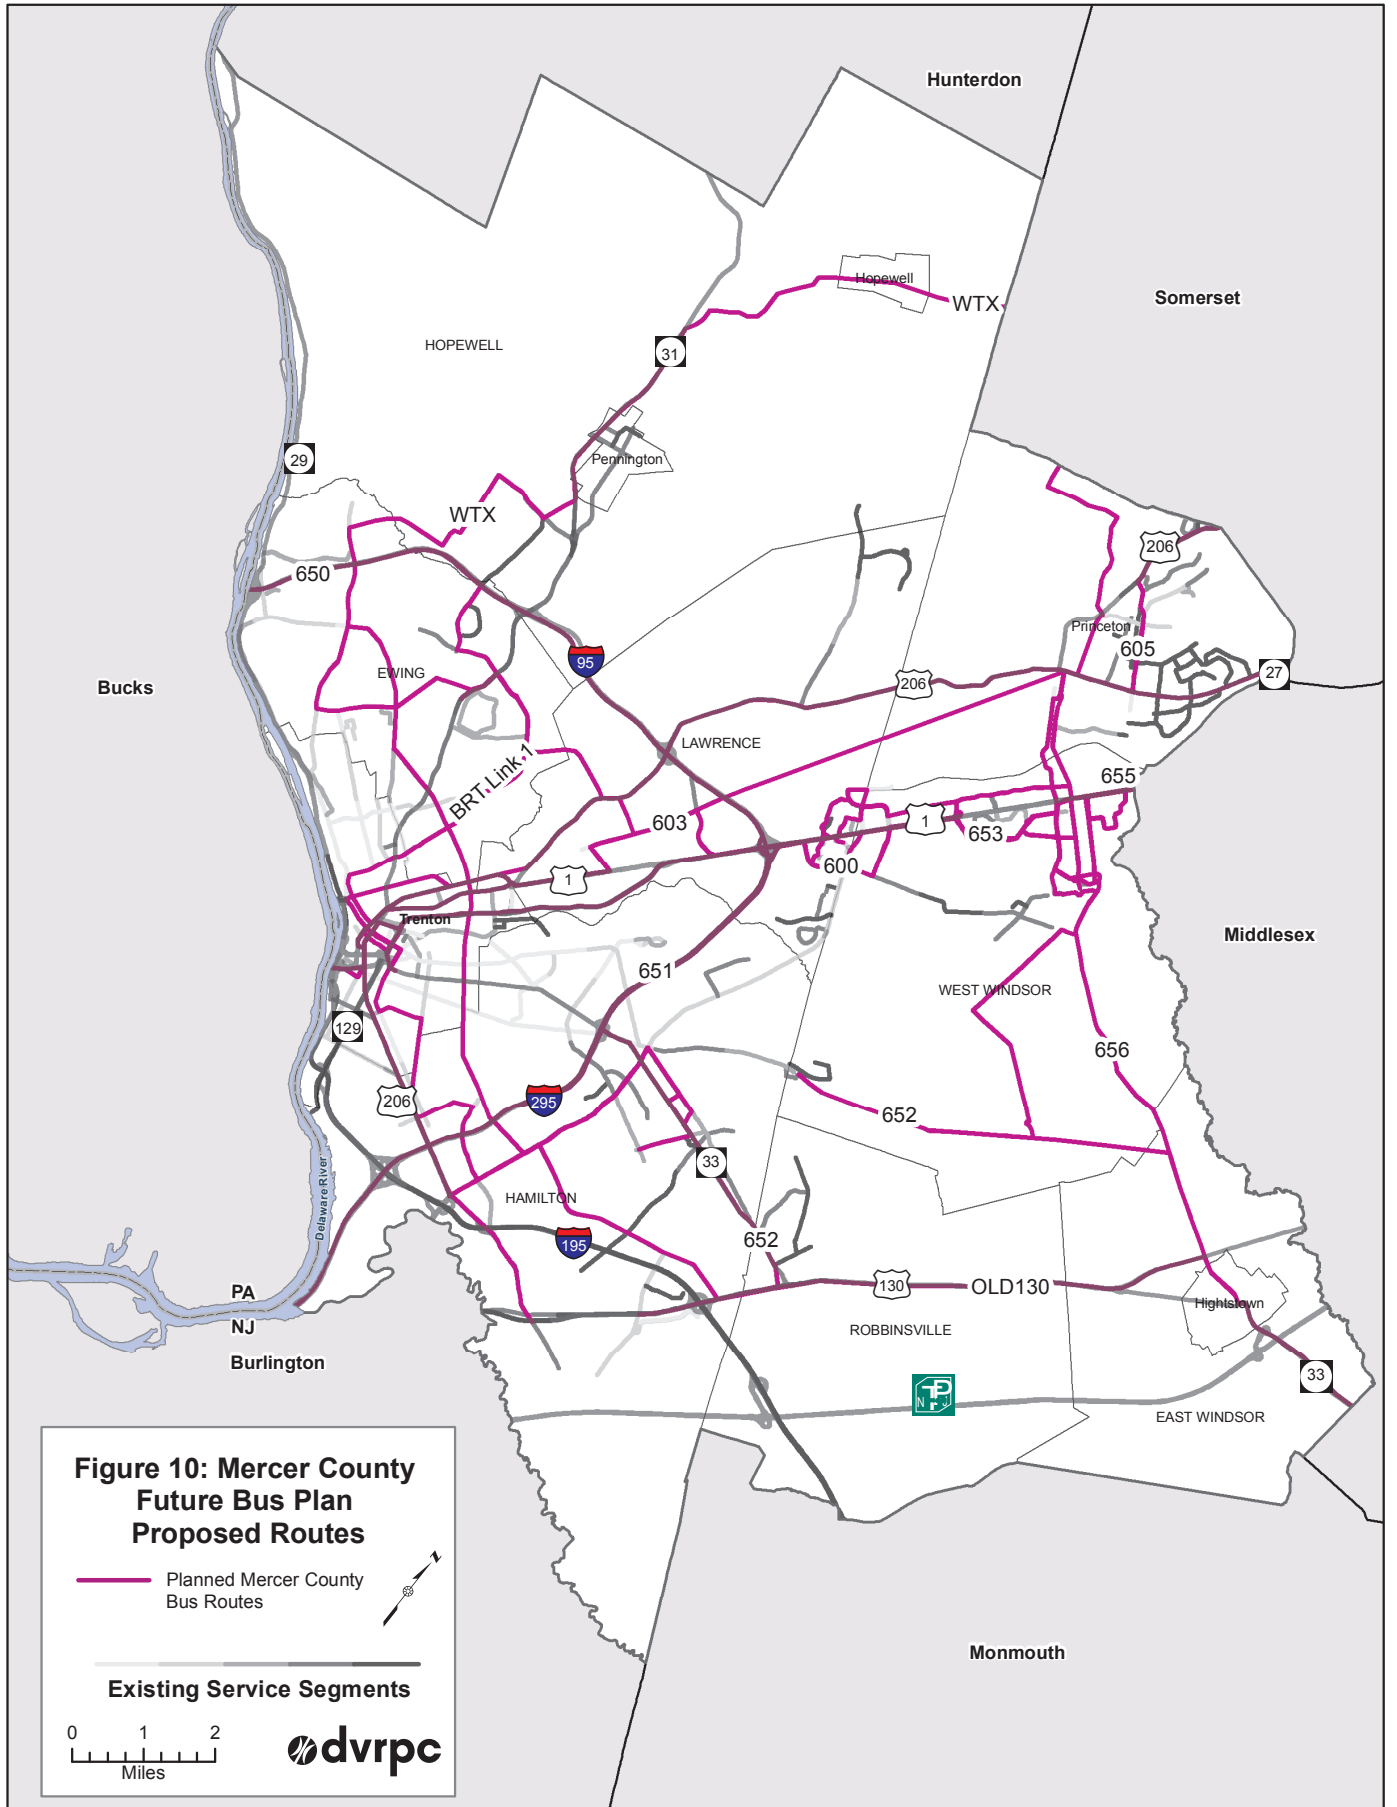 Hunterdon
Hopewell
WTX
Somerset
HOPEWELL
31
29
Pennington
WTX
206
650
Princeton
605
95
EWING
27
206
Bucks
LAWRENCE
BRT Link 1
655
603
1
653
600
1
Trenton
Middlesex
651
WEST WINDSOR
129
656
206
295
652
33
HAMILTON
Delaware River
195
652
130
OLD130
PA
NJ
Hightstown
ROBBINSVILLE
Burlington
33
N T P J
EAST WINDSOR
Figure 10: Mercer County
Future Bus Plan
Proposed Routes
Planned Mercer County
Bus Routes
Z
Existing Service Segments
0 1 2
Miles
dvrpc
Monmouth